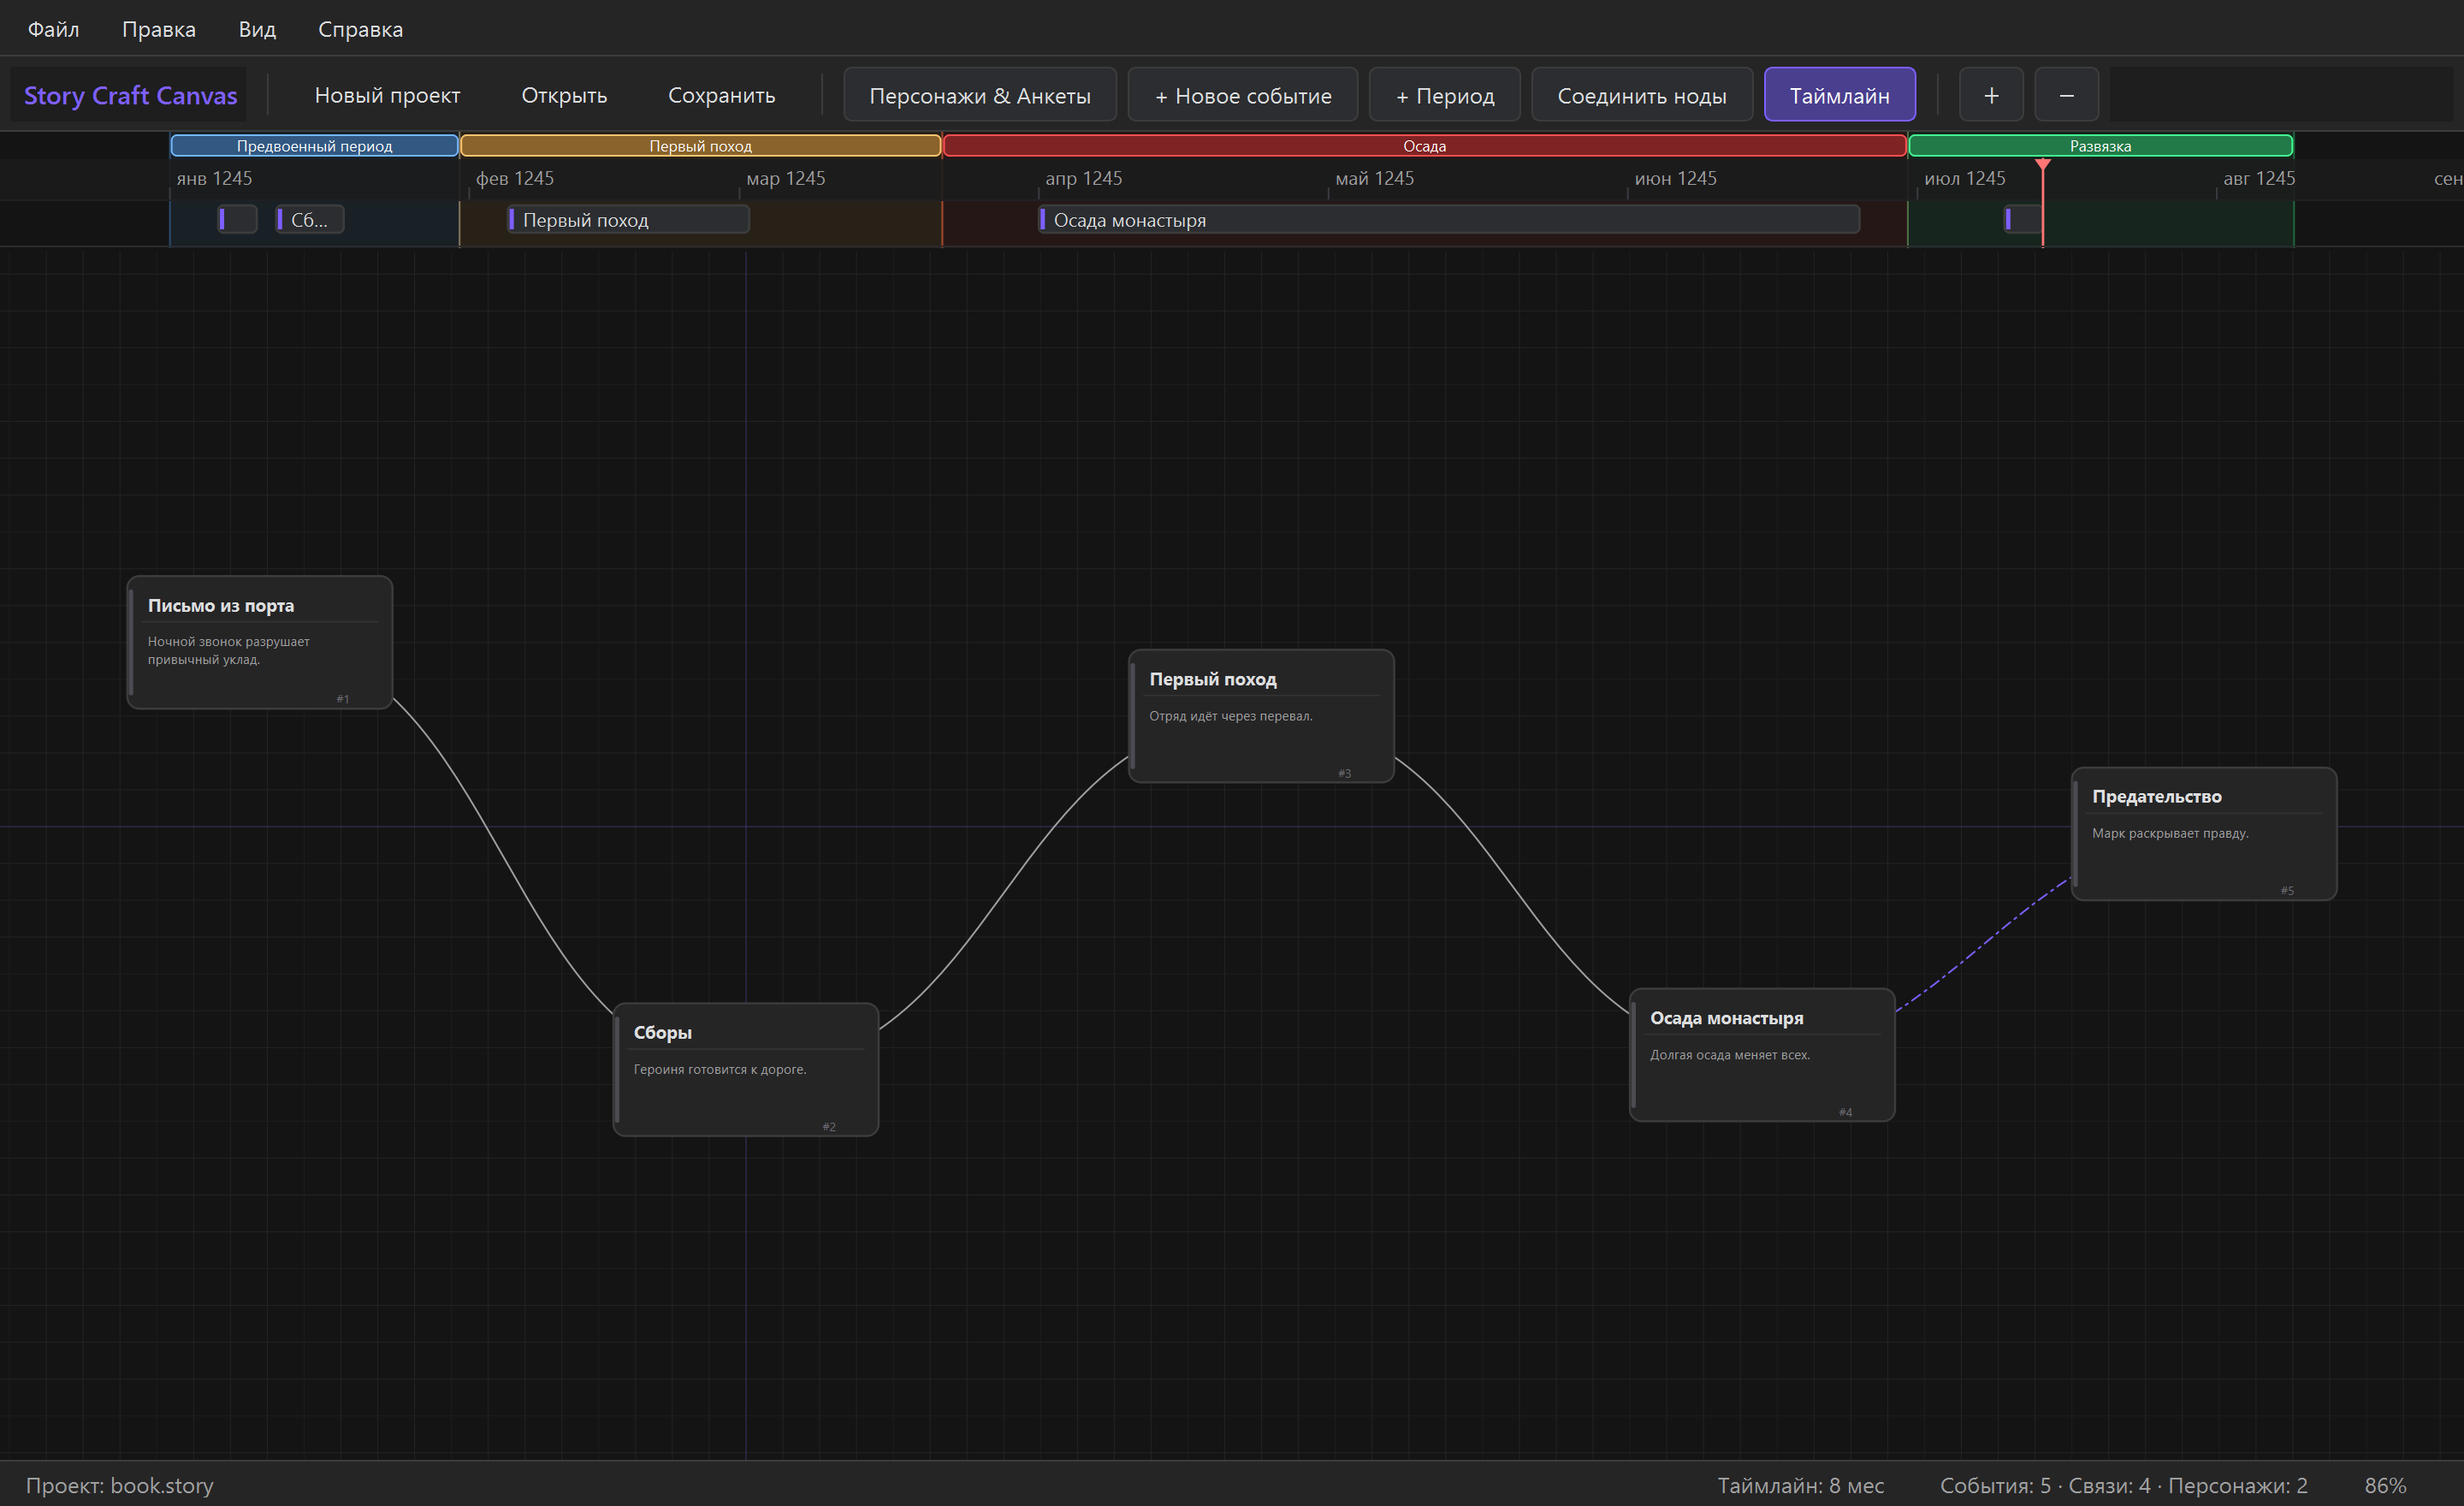 Файл Правка Вид Справка
Story Craft Canvas Новый проект Открыть Сохранить Персонажи & Анкеты + Новое событие + Период Соединить ноды Таймлайн + −
Предвоенный период Первый поход Осада Развязка
янв 1245 фев 1245 мар 1245 апр 1245 май 1245 июн 1245 июл 1245 авг 1245 сен
Сб... Первый поход Осада монастыря
Письмо из порта
Ночной звонок разрушает
привычный уклад.
#1
Первый поход
Отряд идёт через перевал.
#3
Предательство
Марк раскрывает правду.
#5
Сборы
Героиня готовится к дороге.
#2
Осада монастыря
Долгая осада меняет всех.
#4
Проект: book.story Таймлайн: 8 мес События: 5 · Связи: 4 · Персонажи: 2 86%